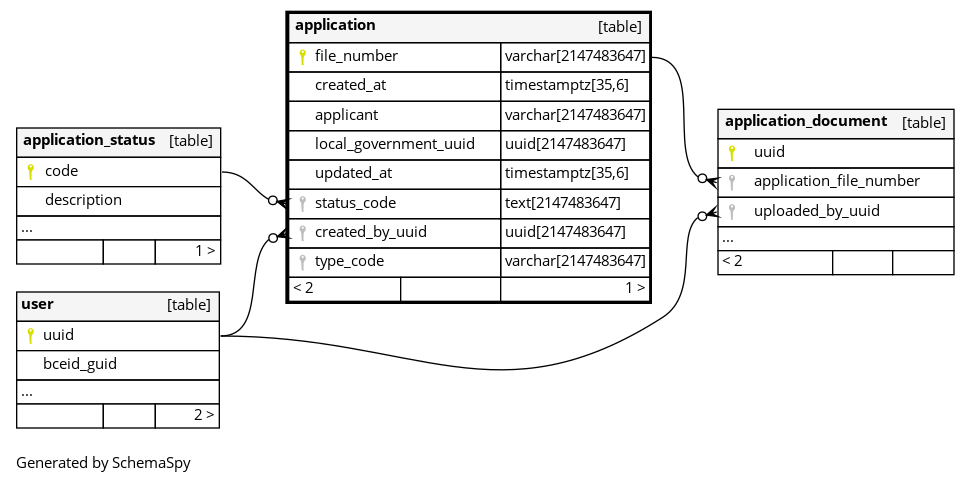 application [table]
file_number varchar[2147483647]
created_at timestamptz[35,6]
applicant varchar[2147483647]
local_government_uuid uuid[2147483647]
updated_at timestamptz[35,6]
status_code text[2147483647]
created_by_uuid uuid[2147483647]
type_code varchar[2147483647]
< 2 1 >
application_status [table]
code
description
...
1 >
user [table]
uuid
bceid_guid
...
2 >
application_document [table]
uuid
application_file_number
uploaded_by_uuid
...
< 2
Generated by SchemaSpy